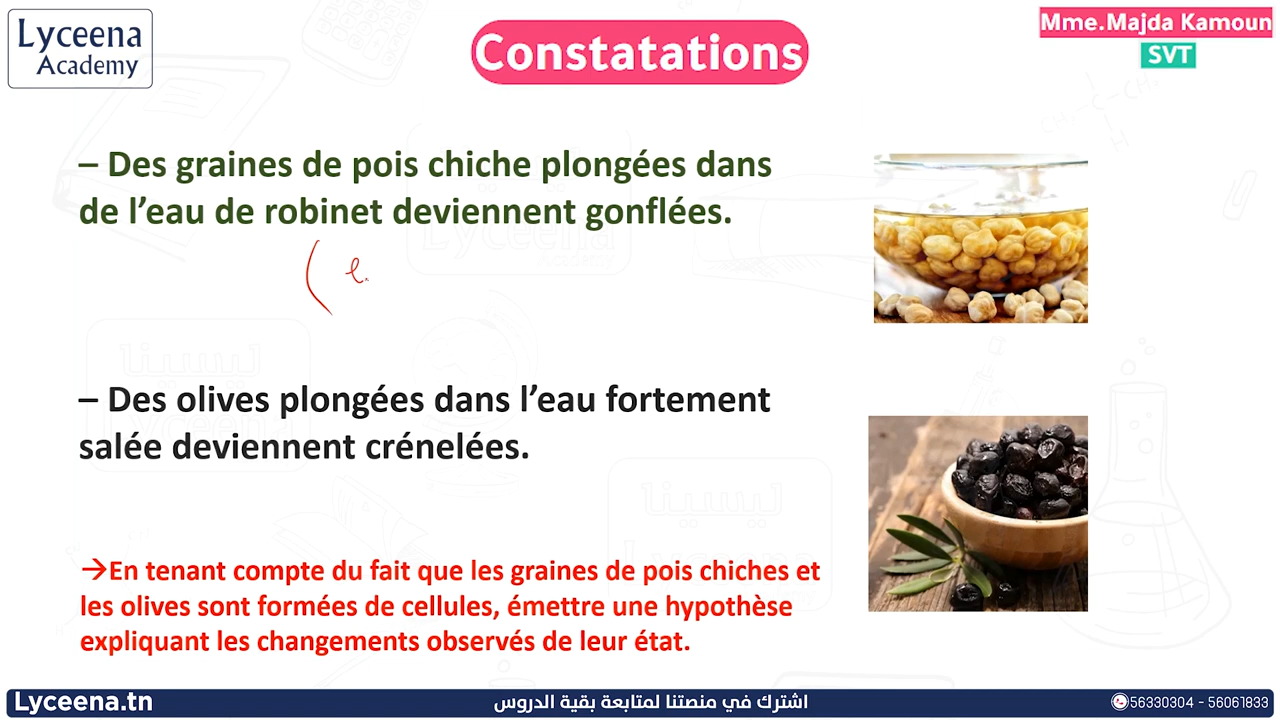 Lyceena
Academy
Constatations
Mme.Majda Kamoun
SVT
– Des graines de pois chiche plongées dans
de l’eau de robinet deviennent gonflées.
– Des olives plongées dans l’eau fortement
salée deviennent crénelées.
→En tenant compte du fait que les graines de pois chiches et
les olives sont formées de cellules, émettre une hypothèse
expliquant les changements observés de leur état.
Lyceena.tn
اشترك في منصتنا لمتابعة بقية الدروس
56330304 - 56061833